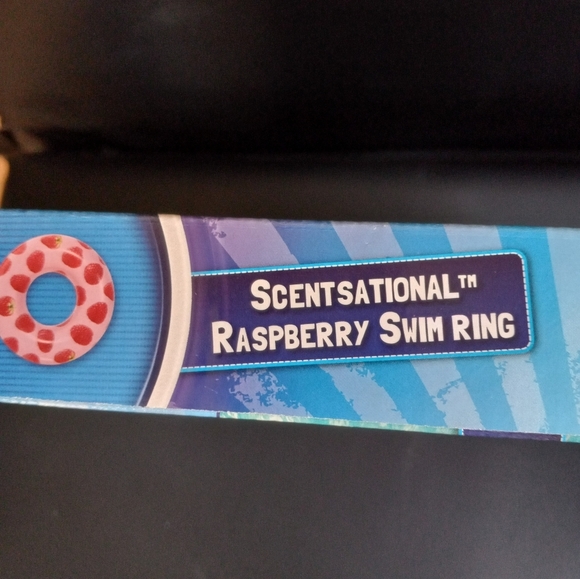 SCENTSATIONAL™
RASPBERRY SWIM RING